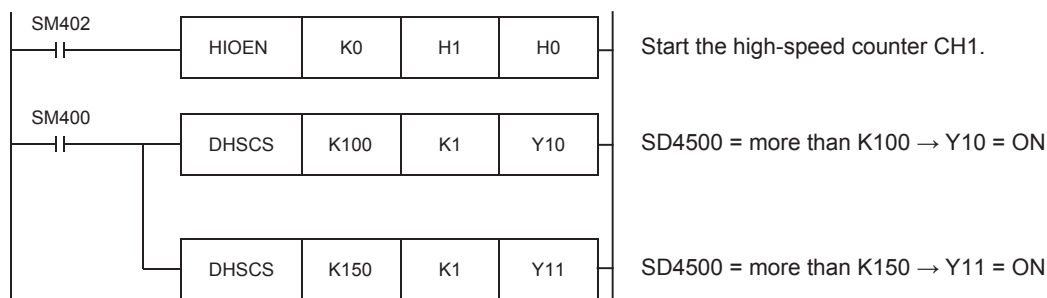 SM402
HIOEN K0 H1 H0 Start the high-speed counter CH1.
SM400
DHSCS K100 K1 Y10 SD4500 = more than K100 → Y10 = ON
DHSCS K150 K1 Y11 SD4500 = more than K150 → Y11 = ON